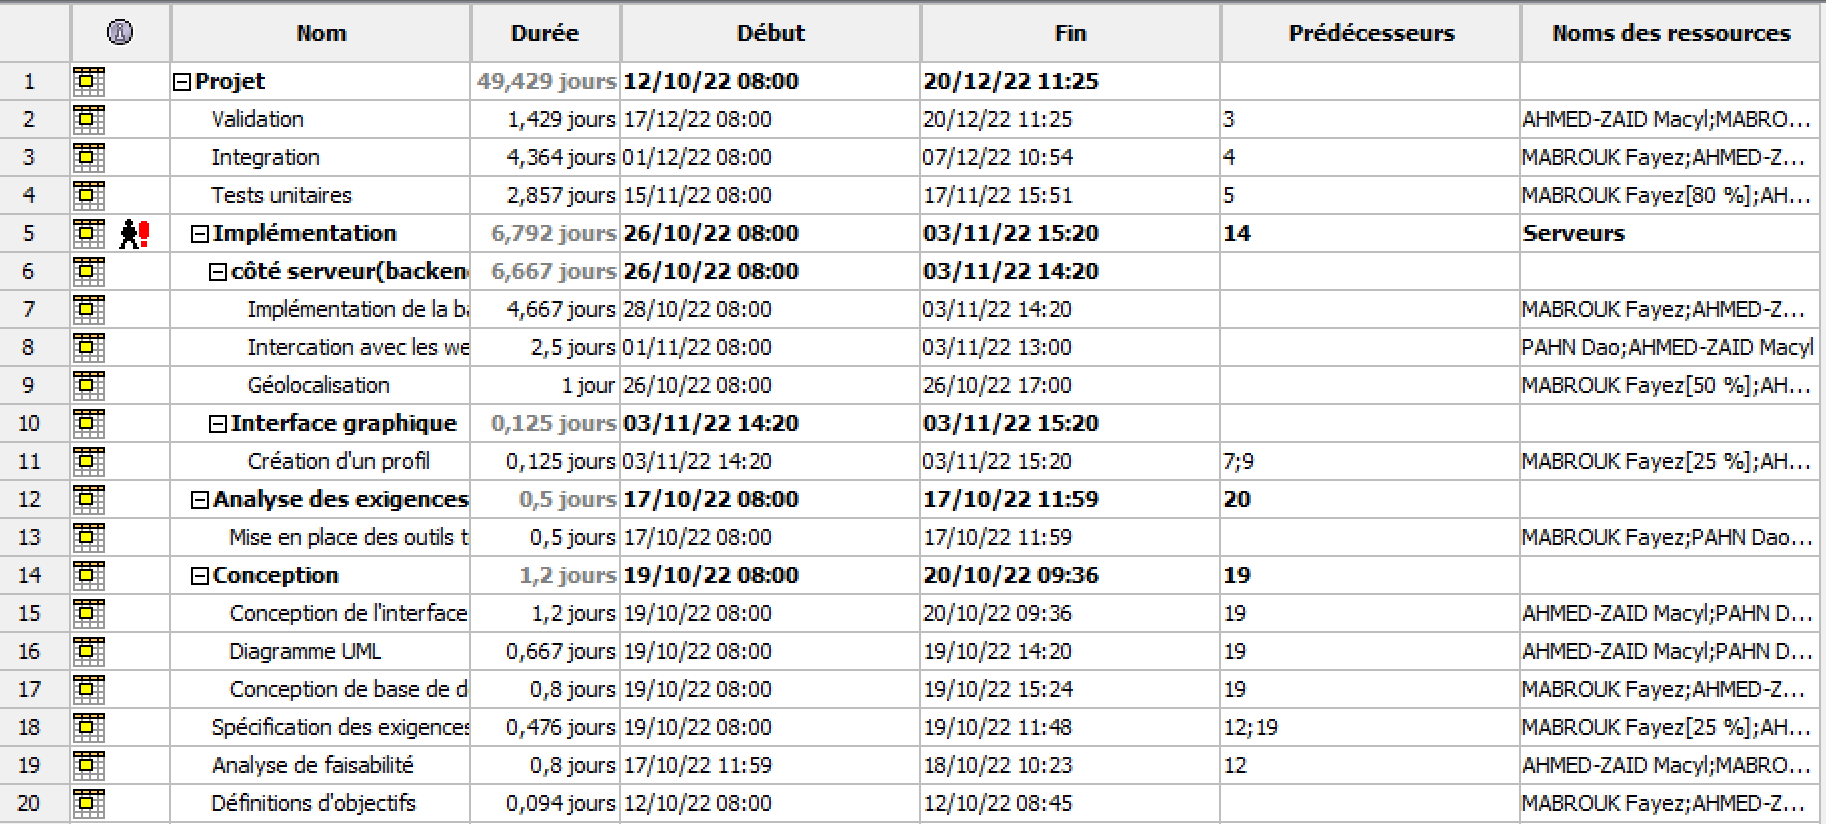 Nom Durée Début Fin Prédécesseurs Noms des ressources
1 Projet 49,429 jours 12/10/22 08:00 20/12/22 11:25
2 Validation 1,429 jours 17/12/22 08:00 20/12/22 11:25 3 AHMED-ZAID Macyl;MABRO...
3 Integration 4,364 jours 01/12/22 08:00 07/12/22 10:54 4 MABROUK Fayez;AHMED-Z...
4 Tests unitaires 2,857 jours 15/11/22 08:00 17/11/22 15:51 5 MABROUK Fayez[80 %];AH...
5 Implémentation 6,792 jours 26/10/22 08:00 03/11/22 15:20 14 Serveurs
6 côté serveur(backen 6,667 jours 26/10/22 08:00 03/11/22 14:20
7 Implémentation de la ba 4,667 jours 28/10/22 08:00 03/11/22 14:20 MABROUK Fayez;AHMED-Z...
8 Intercation avec les we 2,5 jours 01/11/22 08:00 03/11/22 13:00 PAHN Dao;AHMED-ZAID Macyl
9 Géolocalisation 1 jour 26/10/22 08:00 26/10/22 17:00 MABROUK Fayez[50 %];AH...
10 Interface graphique 0,125 jours 03/11/22 14:20 03/11/22 15:20
11 Création d'un profil 0,125 jours 03/11/22 14:20 03/11/22 15:20 7;9 MABROUK Fayez[25 %];AH...
12 Analyse des exigences 0,5 jours 17/10/22 08:00 17/10/22 11:59 20
13 Mise en place des outils t 0,5 jours 17/10/22 08:00 17/10/22 11:59 MABROUK Fayez;PAHN Dao...
14 Conception 1,2 jours 19/10/22 08:00 20/10/22 09:36 19
15 Conception de l'interface 1,2 jours 19/10/22 08:00 20/10/22 09:36 19 AHMED-ZAID Macyl;PAHN D...
16 Diagramme UML 0,667 jours 19/10/22 08:00 19/10/22 14:20 19 AHMED-ZAID Macyl;PAHN D...
17 Conception de base de d 0,8 jours 19/10/22 08:00 19/10/22 15:24 19 MABROUK Fayez;AHMED-Z...
18 Spécification des exigences 0,476 jours 19/10/22 08:00 19/10/22 11:48 12;19 MABROUK Fayez[25 %];AH...
19 Analyse de faisabilité 0,8 jours 17/10/22 11:59 18/10/22 10:23 12 AHMED-ZAID Macyl;MABRO...
20 Définitions d'objectifs 0,094 jours 12/10/22 08:00 12/10/22 08:45 MABROUK Fayez;AHMED-Z...